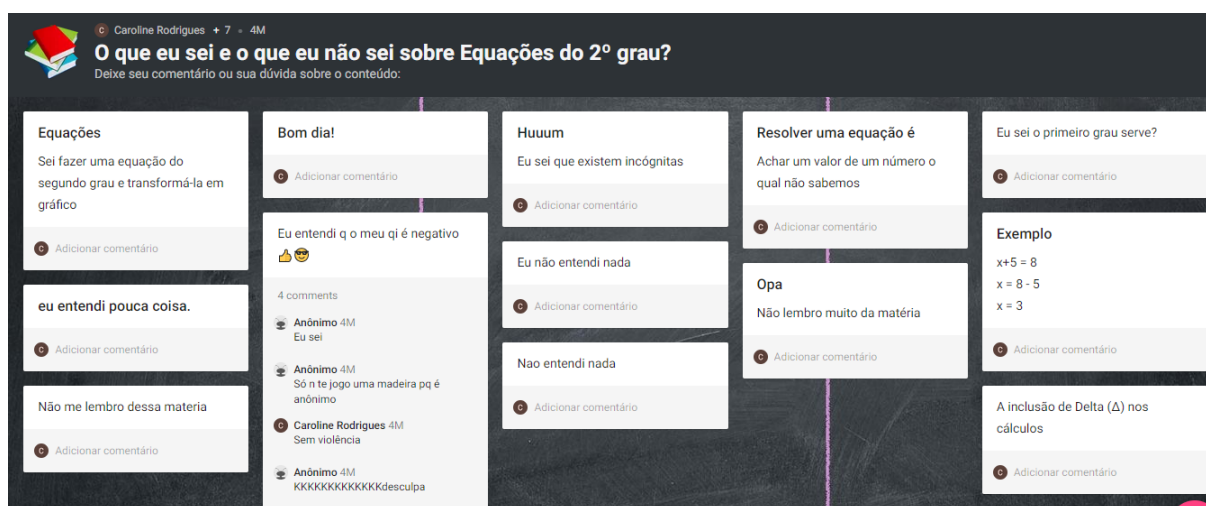 C Caroline Rodrigues + 7 • 4M
O que eu sei e o que eu não sei sobre Equações do 2º grau?
Deixe seu comentário ou sua dúvida sobre o conteúdo:
Equações
Sei fazer uma equação do
segundo grau e transformá-la em
gráfico
C Adicionar comentário
eu entendi pouca coisa.
C Adicionar comentário
Não me lembro dessa materia
C Adicionar comentário
Bom dia!
C Adicionar comentário
Eu entendi q o meu qi é negativo
👍😎
4 comments
Anônimo 4M
Eu sei
Anônimo 4M
Só n te jogo uma madeira pq é
anônimo
C Caroline Rodrigues 4M
Sem violência
Anônimo 4M
KKKKKKKKKKKKKdesculpa
Huuum
Eu sei que existem incógnitas
C Adicionar comentário
Eu não entendi nada
C Adicionar comentário
Nao entendi nada
C Adicionar comentário
Resolver uma equação é
Achar um valor de um número o
qual não sabemos
C Adicionar comentário
Opa
Não lembro muito da matéria
C Adicionar comentário
Eu sei o primeiro grau serve?
C Adicionar comentário
Exemplo
x+5 = 8
x = 8 - 5
x = 3
C Adicionar comentário
A inclusão de Delta (Δ) nos
cálculos
C Adicionar comentário